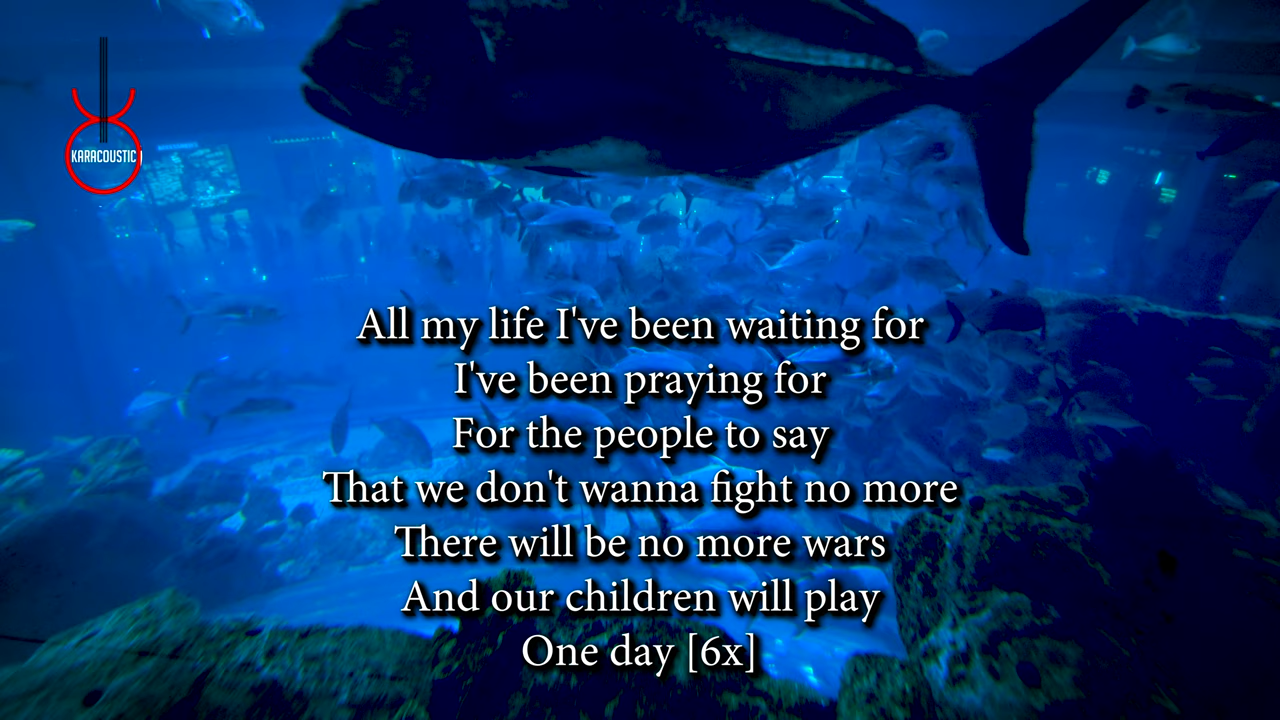 KARACOUSTIC
All my life I've been waiting for
I've been praying for
For the people to say
That we don't wanna fight no more
There will be no more wars
And our children will play
One day [6x]